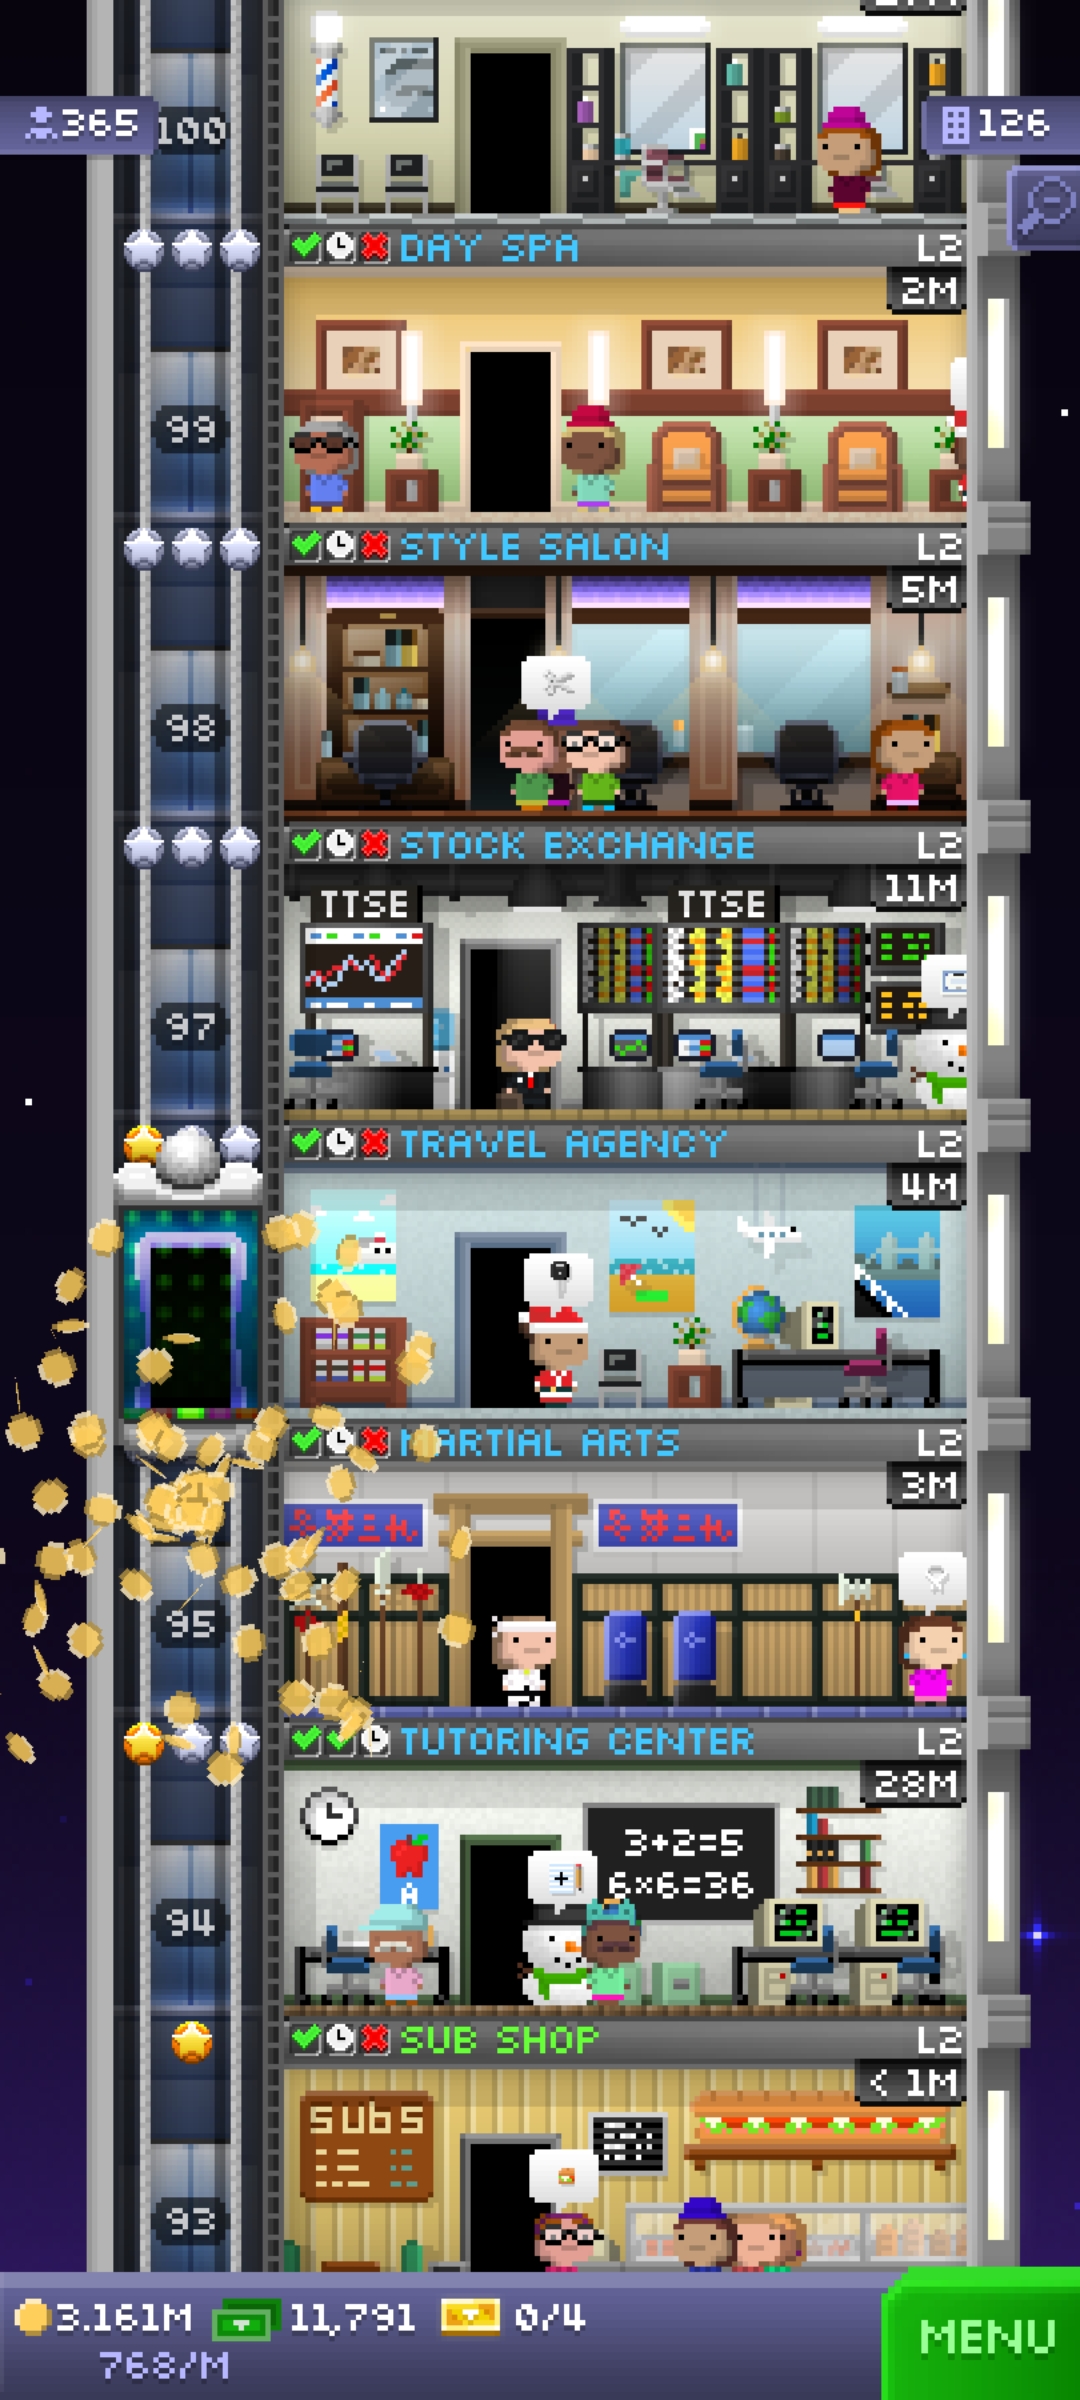 365
100
126
DAY SPA L2
2M
99
STYLE SALON L2
5M
98
STOCK EXCHANGE L2
11M
TTSE TTSE
97
TRAVEL AGENCY L2
4M
MARTIAL ARTS L2
3M
95
TUTORING CENTER L2
28M
3+2=5
6×6=36
A
94
SUB SHOP L2
< 1M
SUBS
93
3.161M 11,791 0/4
768/M
MENU